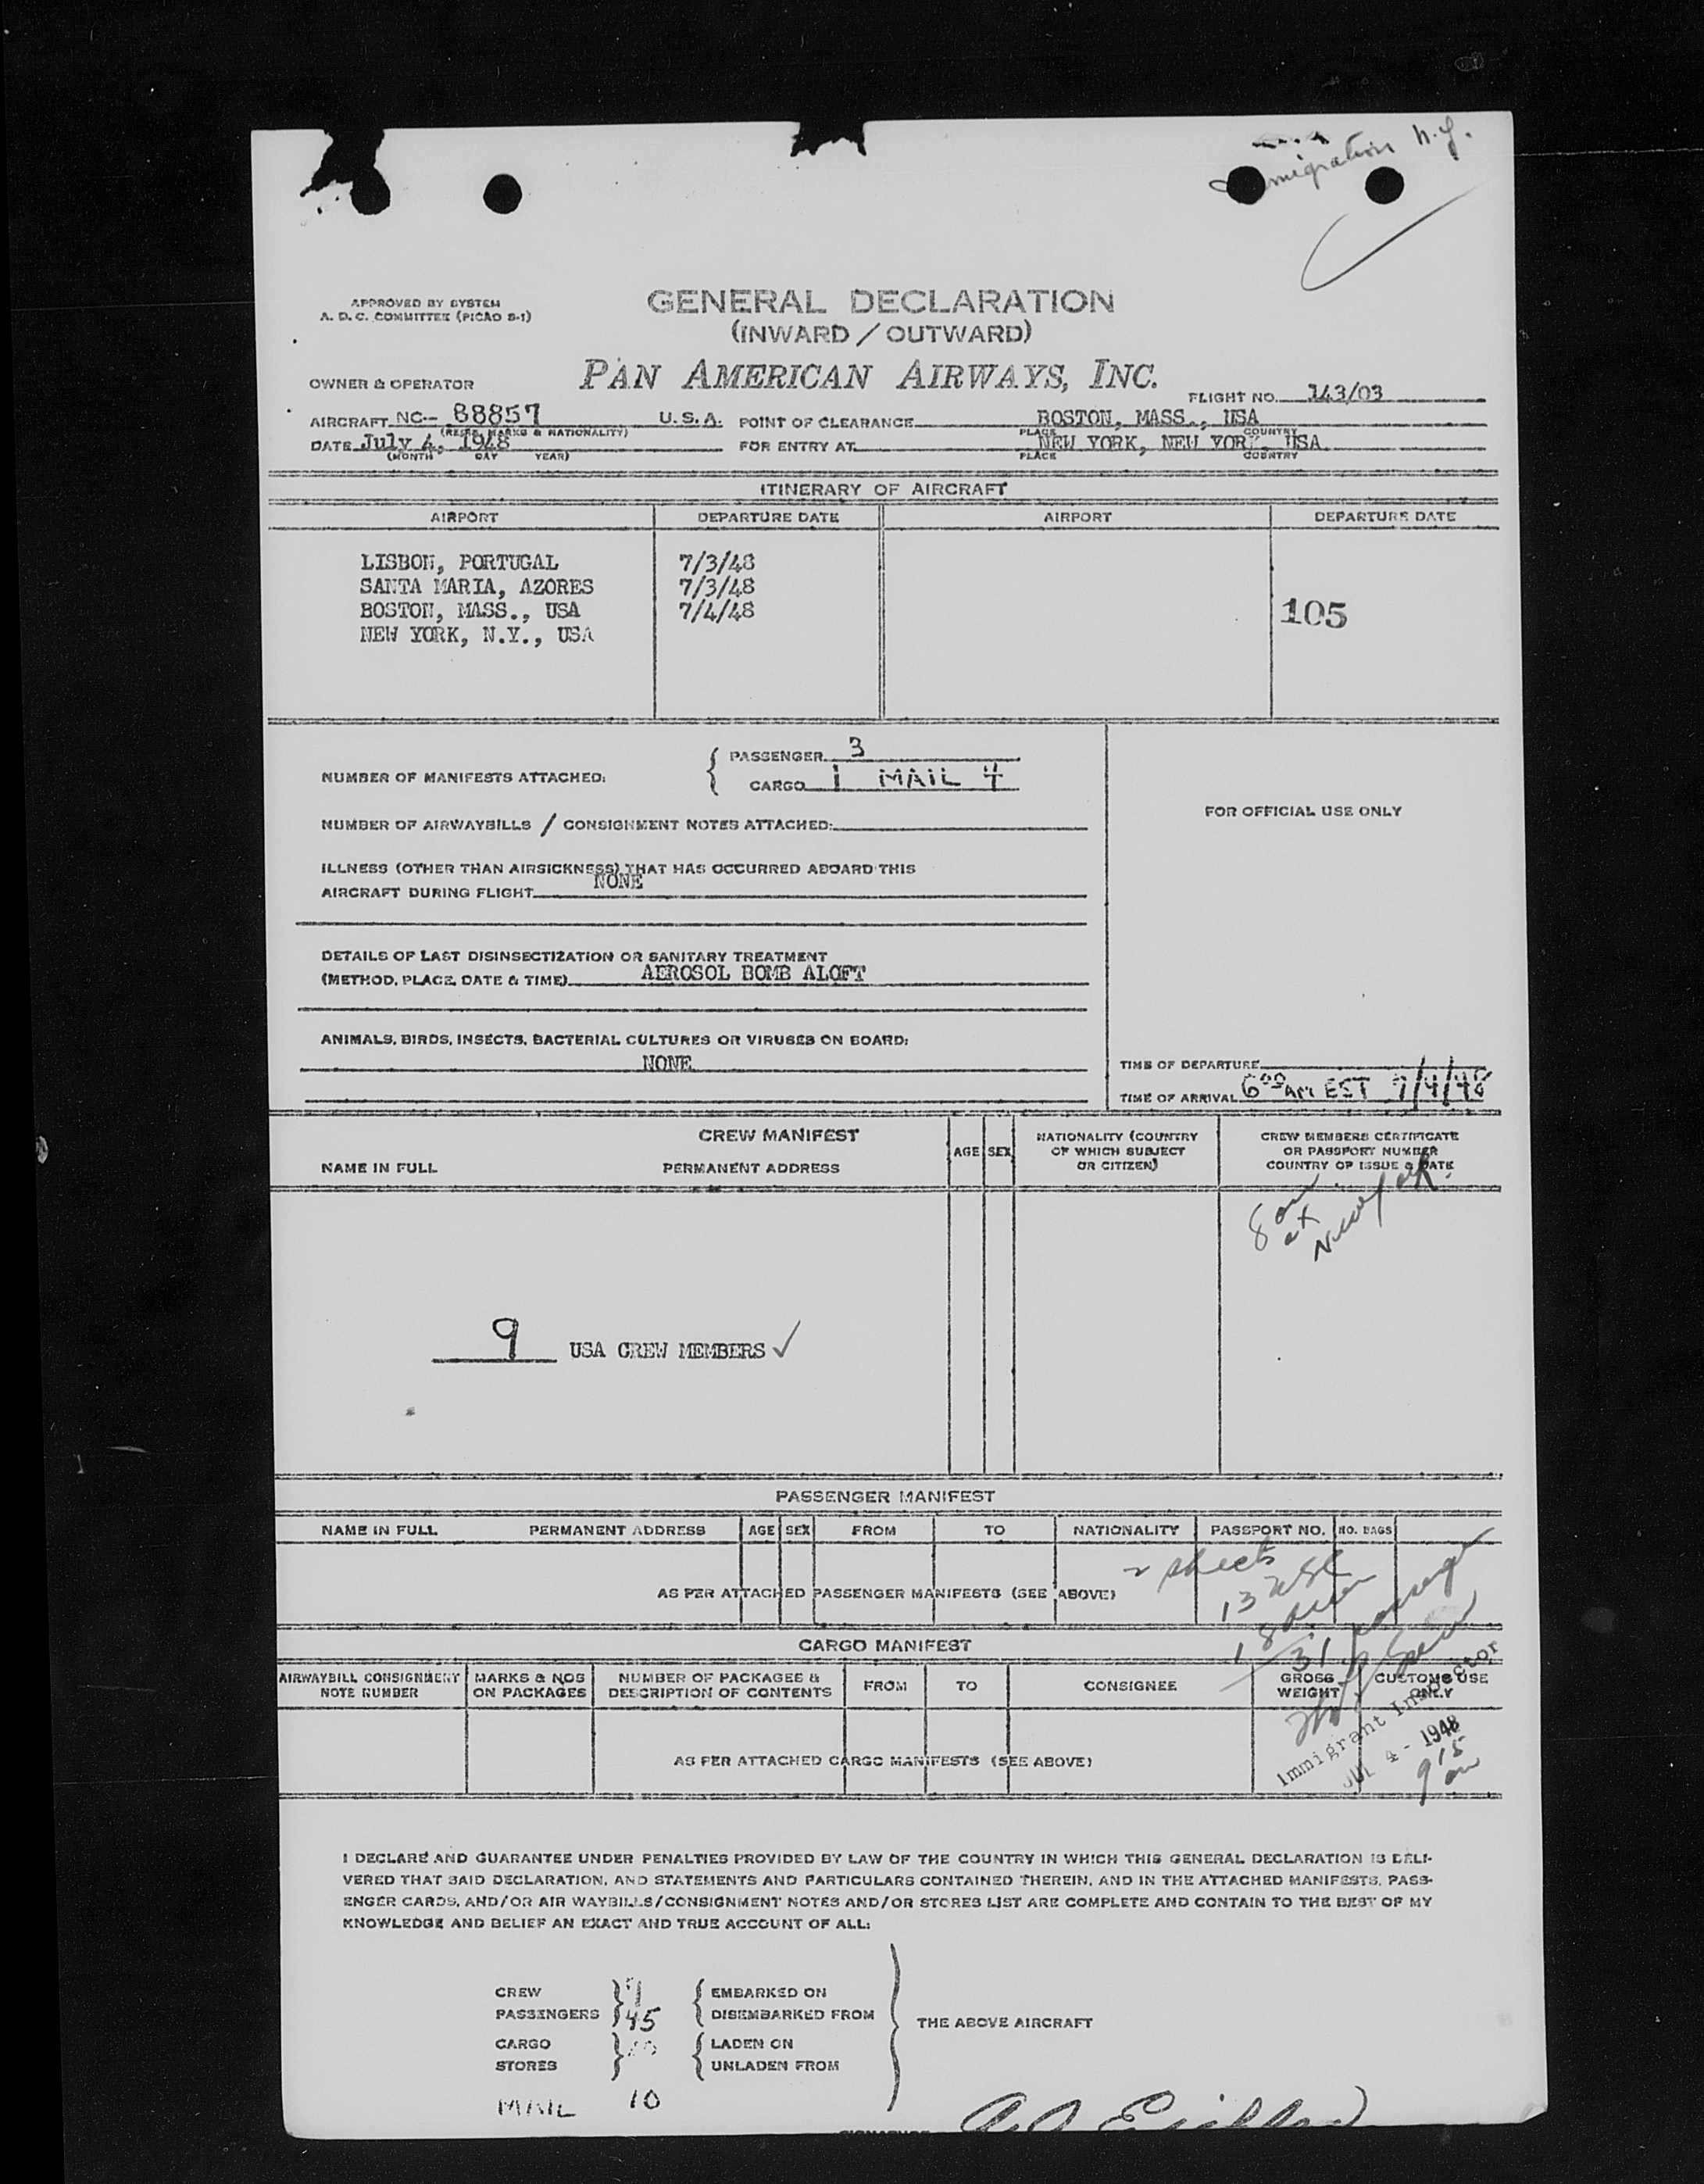 Immigration N.Y.
APPROVED BY SYSTEM
A. D. C. COMMITTEE (PICAO S-1)
GENERAL DECLARATION
(INWARD / OUTWARD)
OWNER & OPERATOR PAN AMERICAN AIRWAYS, INC.
FLIGHT NO. 143/03
AIRCRAFT NC-- 88857 U.S.A. POINT OF CLEARANCE BOSTON, MASS., USA
(REGIS. MARKS & NATIONALITY) PLACE COUNTRY
DATE July 4, 1948 FOR ENTRY AT NEW YORK, NEW YORK, USA
(MONTH DAY YEAR) PLACE COUNTRY
ITINERARY OF AIRCRAFT
AIRPORT DEPARTURE DATE AIRPORT DEPARTURE DATE
LISBON, PORTUGAL 7/3/48
SANTA MARIA, AZORES 7/3/48
BOSTON, MASS., USA 7/4/48 105
NEW YORK, N.Y., USA
NUMBER OF MANIFESTS ATTACHED: { PASSENGER 3
CARGO 1 MAIL 4
FOR OFFICIAL USE ONLY
NUMBER OF AIRWAYBILLS / CONSIGNMENT NOTES ATTACHED:
ILLNESS (OTHER THAN AIRSICKNESS) THAT HAS OCCURRED ABOARD THIS
AIRCRAFT DURING FLIGHT NONE
DETAILS OF LAST DISINSECTIZATION OR SANITARY TREATMENT
(METHOD, PLACE, DATE & TIME) AEROSOL BOMB ALOFT
ANIMALS, BIRDS, INSECTS, BACTERIAL CULTURES OR VIRUSES ON BOARD:
NONE
TIME OF DEPARTURE
TIME OF ARRIVAL 6 00 AM EST 7/4/48
CREW MANIFEST
NAME IN FULL PERMANENT ADDRESS AGE SEX NATIONALITY (COUNTRY OF WHICH SUBJECT OR CITIZEN) CREW MEMBERS CERTIFICATE OR PASSPORT NUMBER COUNTRY OF ISSUE & DATE
8 am
at
New York.
9 USA CREW MEMBERS ✓
PASSENGER MANIFEST
NAME IN FULL PERMANENT ADDRESS AGE SEX FROM TO NATIONALITY PASSPORT NO. NO. BAGS
2 sheets
13 USC
AS PER ATTACHED PASSENGER MANIFESTS (SEE ABOVE)
18 alien
31 passenger
CARGO MANIFEST
AIRWAYBILL CONSIGNMENT NOTE NUMBER MARKS & NOS ON PACKAGES NUMBER OF PACKAGES & DESCRIPTION OF CONTENTS FROM TO CONSIGNEE GROSS WEIGHT CUSTOMS USE ONLY
Immigrant Inspector
JUL 4 - 1948
9 15 am
AS PER ATTACHED CARGO MANIFESTS (SEE ABOVE)
I DECLARE AND GUARANTEE UNDER PENALTIES PROVIDED BY LAW OF THE COUNTRY IN WHICH THIS GENERAL DECLARATION IS DELI-
VERED THAT SAID DECLARATION, AND STATEMENTS AND PARTICULARS CONTAINED THEREIN, AND IN THE ATTACHED MANIFESTS, PASS-
ENGER CARDS, AND/OR AIR WAYBILLS/CONSIGNMENT NOTES AND/OR STORES LIST ARE COMPLETE AND CONTAIN TO THE BEST OF MY
KNOWLEDGE AND BELIEF AN EXACT AND TRUE ACCOUNT OF ALL:
CREW } 9 { EMBARKED ON
PASSENGERS } 45 { DISEMBARKED FROM
THE ABOVE AIRCRAFT
CARGO } { LADEN ON
STORES } { UNLADEN FROM
MAIL 10